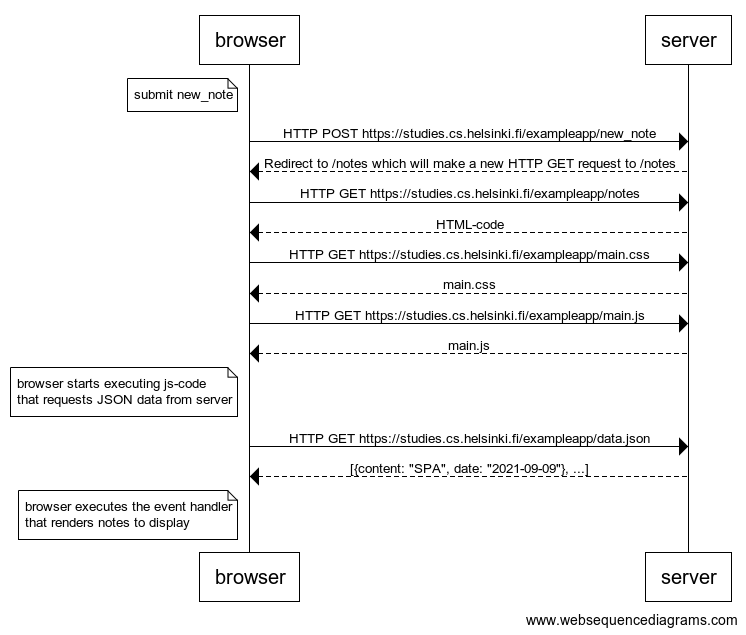 browser
server
submit new_note
HTTP POST https://studies.cs.helsinki.fi/exampleapp/new_note
Redirect to /notes which will make a new HTTP GET request to /notes
HTTP GET https://studies.cs.helsinki.fi/exampleapp/notes
HTML-code
HTTP GET https://studies.cs.helsinki.fi/exampleapp/main.css
main.css
HTTP GET https://studies.cs.helsinki.fi/exampleapp/main.js
main.js
browser starts executing js-code
that requests JSON data from server
HTTP GET https://studies.cs.helsinki.fi/exampleapp/data.json
[{content: "SPA", date: "2021-09-09"}, ...]
browser executes the event handler
that renders notes to display
browser
server
www.websequencediagrams.com